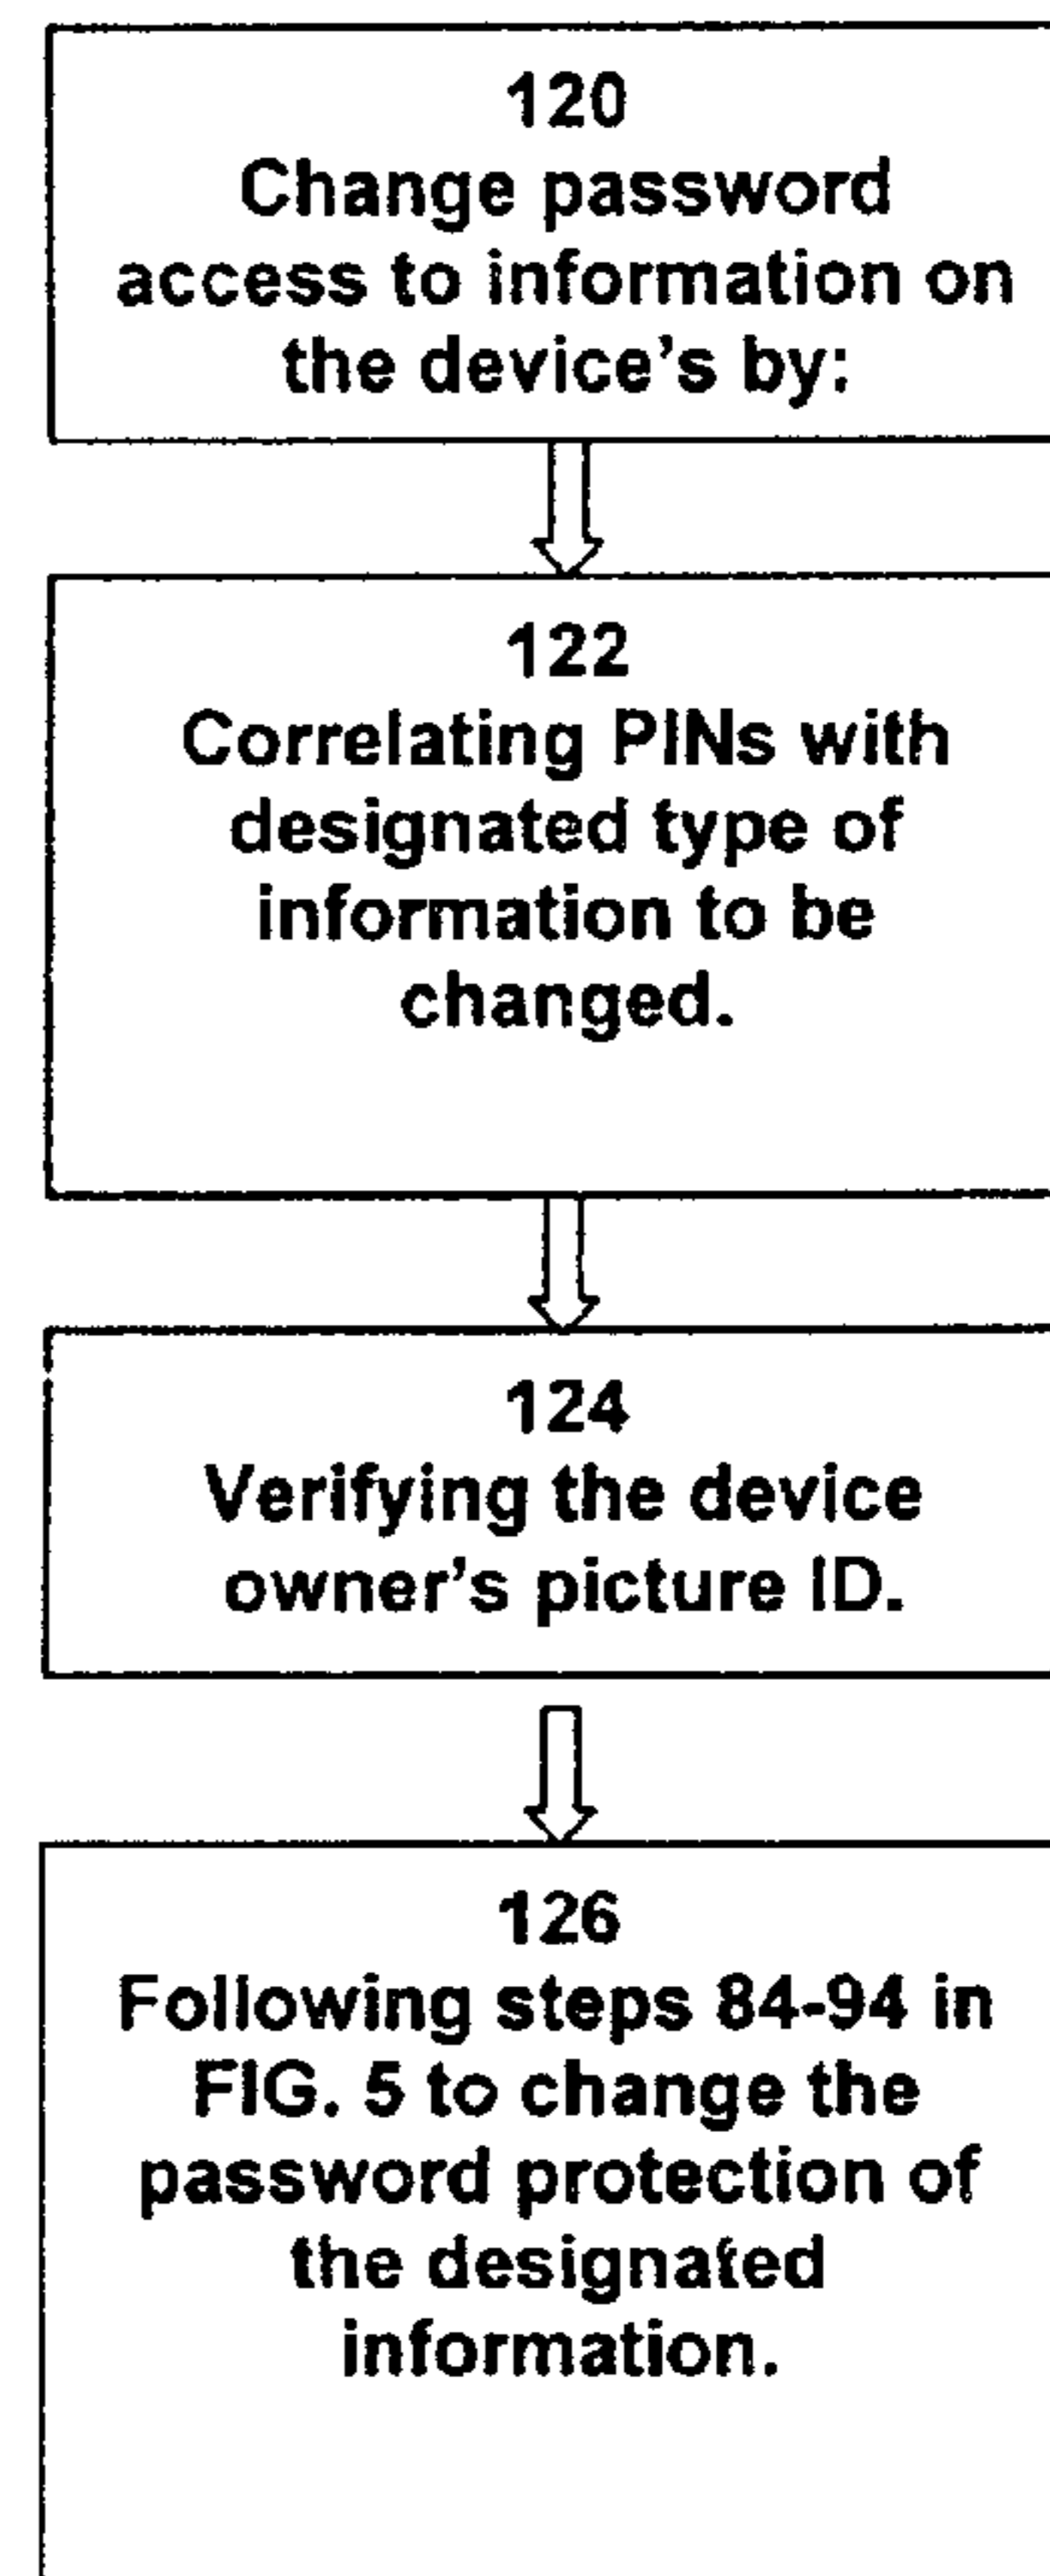 120
Change password
access to information on
the device's by:
122
Correlating PINs with
designated type of
information to be
changed.
124
Verifying the device
owner's picture ID.
126
Following steps 84-94 in
FIG. 5 to change the
password protection of
the designated
information.